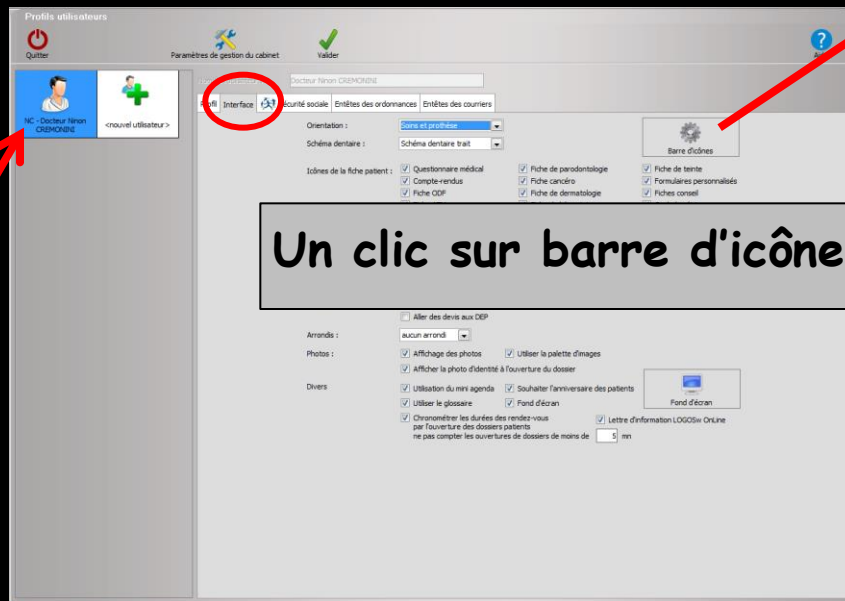 Profils utilisateurs
Quitter
Paramètres de gestion du cabinet
Valider
NC - Docteur Ninon CREMONINI
<nouvel utilisateur>
Docteur Ninon CREMONINI
Profil Interface Sécurité sociale Entêtes des ordonnances Entêtes des courriers
Orientation : Soins et prothèse
Schéma dentaire : Schéma dentaire trait
Barre d'icônes
Icônes de la fiche patient : Questionnaire médical Fiche de parodontologie Fiche de teinte
Compte-rendus Fiche cancéro Formulaires personnalisés
Fiche ODF Fiche de dermatologie Fiches conseil
Un clic sur barre d'icône
Aller des devis aux DEP
Arrondis : aucun arrondi
Photos : Affichage des photos Utiliser la palette d'images
Afficher la photo d'identité à l'ouverture du dossier
Divers Utilisation du mini agenda Souhaiter l'anniversaire des patients
Utiliser le glossaire Fond d'écran
Fond d'écran
Chronométrer les durées des rendez-vous Lettre d'information LOGOSw OnLine
par l'ouverture des dossiers patients
ne pas compter les ouvertures de dossiers de moins de 5 mn